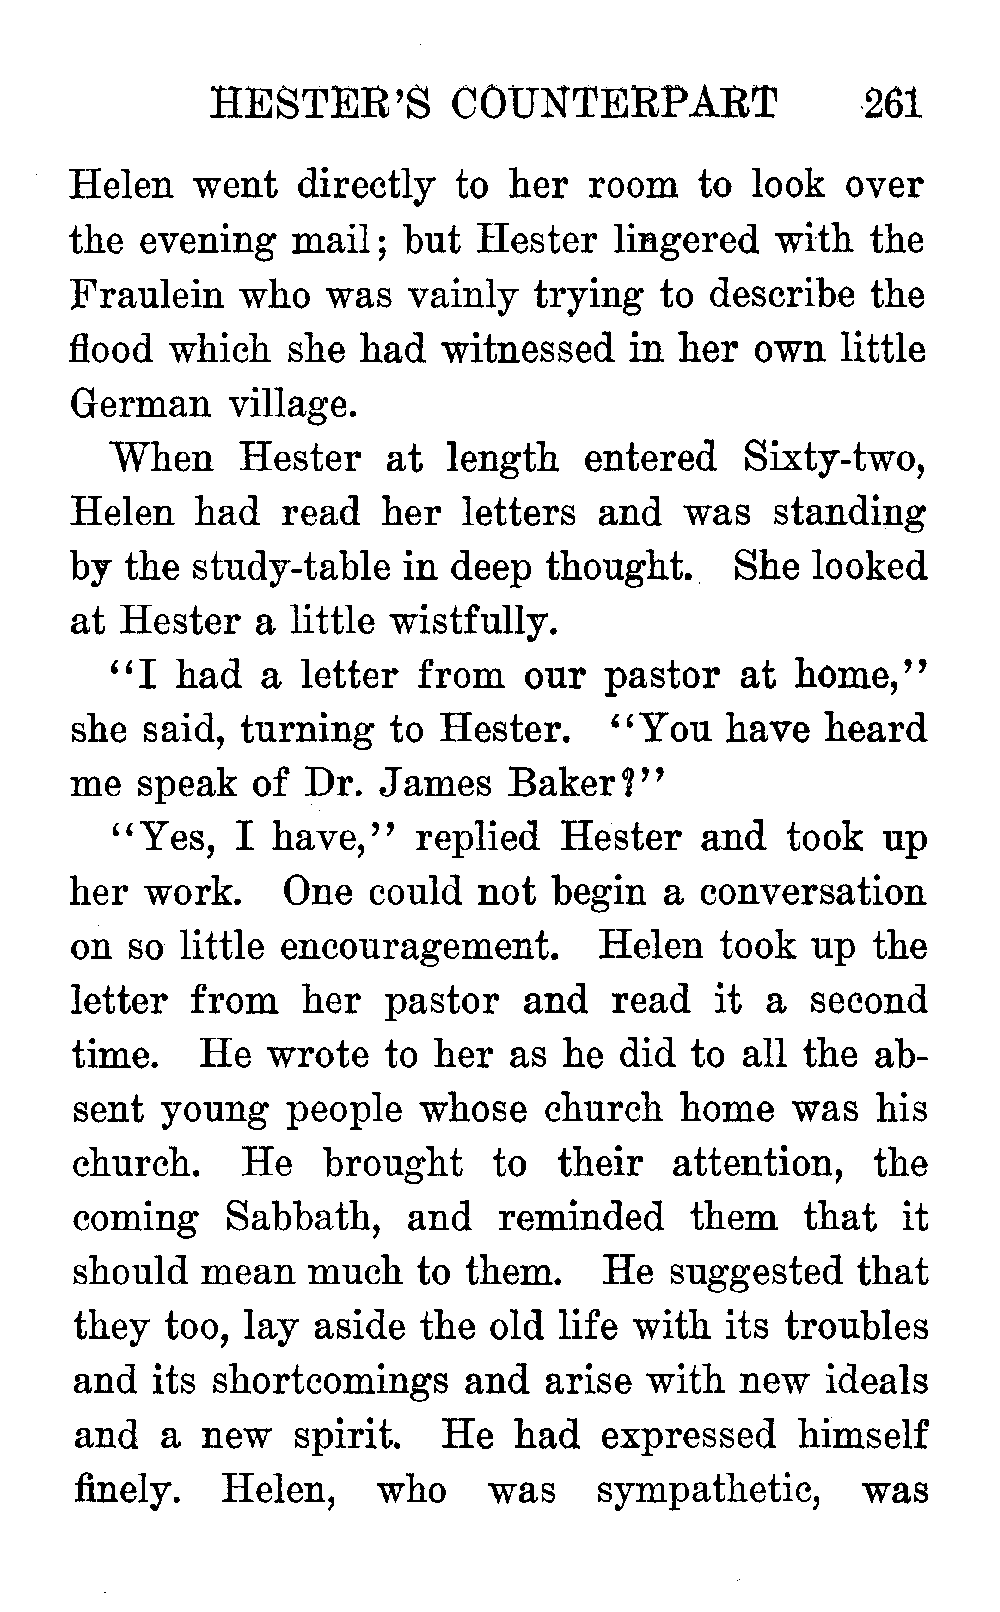 HESTER'S COUNTERPART 261
Helen went directly to her room to look over
the evening mail; but Hester lingered with the
Fraulein who was vainly trying to describe the
flood which she had witnessed in her own little
German village.
When Hester at length entered Sixty-two,
Helen had read her letters and was standing
by the study-table in deep thought. She looked
at Hester a little wistfully.
"I had a letter from our pastor at home,"
she said, turning to Hester. "You have heard
me speak of Dr. James Baker?"
"Yes, I have," replied Hester and took up
her work. One could not begin a conversation
on so little encouragement. Helen took up the
letter from her pastor and read it a second
time. He wrote to her as he did to all the ab-
sent young people whose church home was his
church. He brought to their attention, the
coming Sabbath, and reminded them that it
should mean much to them. He suggested that
they too, lay aside the old life with its troubles
and its shortcomings and arise with new ideals
and a new spirit. He had expressed himself
finely. Helen, who was sympathetic, was